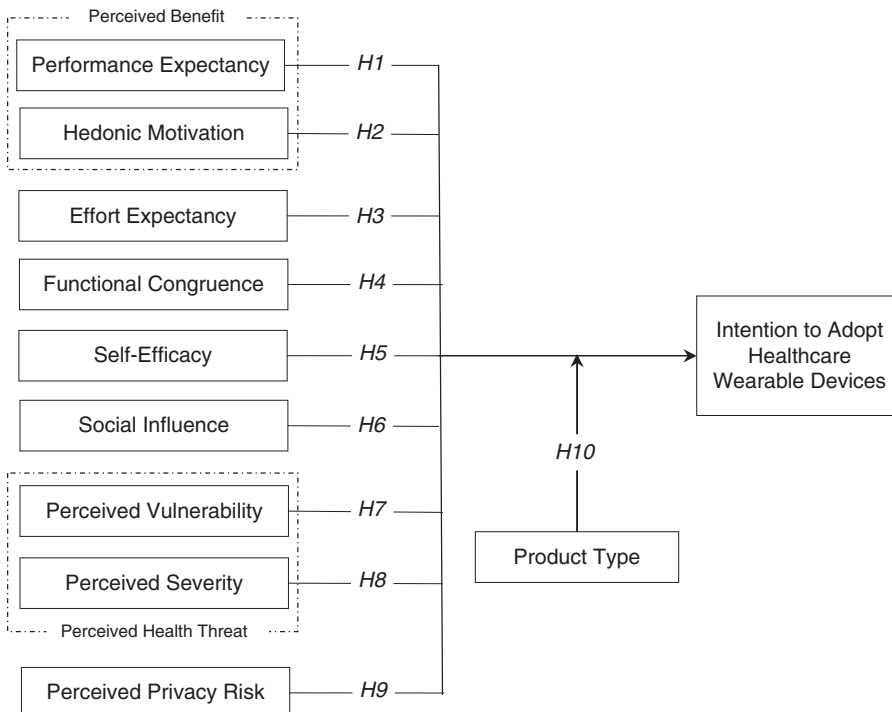 Perceived Benefit
Performance Expectancy
H1
Hedonic Motivation
H2
Effort Expectancy
H3
Functional Congruence
H4
Self-Efficacy
H5
Social Influence
H6
Perceived Vulnerability
H7
Perceived Severity
H8
Perceived Health Threat
Perceived Privacy Risk
H9
Intention to Adopt
Healthcare
Wearable Devices
H10
Product Type